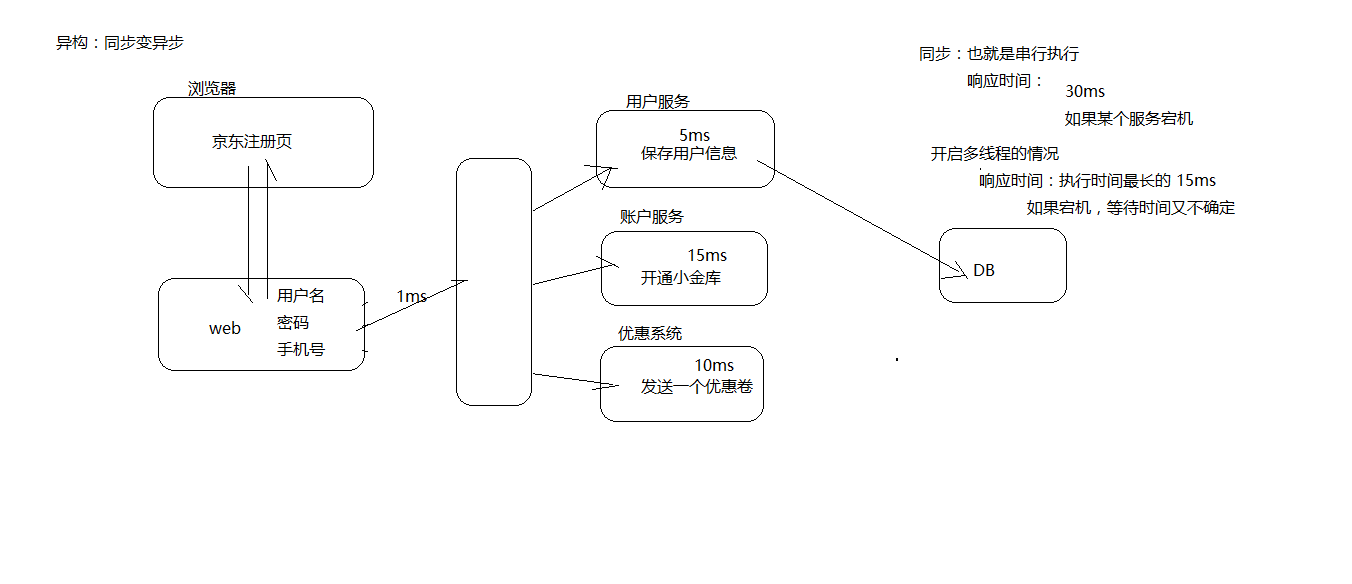 异构：同步变异步
浏览器
京东注册页
web
用户名
密码
手机号
1ms
用户服务
5ms
保存用户信息
账户服务
15ms
开通小金库
优惠系统
10ms
发送一个优惠卷
DB
同步：也就是串行执行
响应时间：
30ms
如果某个服务宕机
开启多线程的情况
响应时间：执行时间最长的 15ms
如果宕机，等待时间又不确定